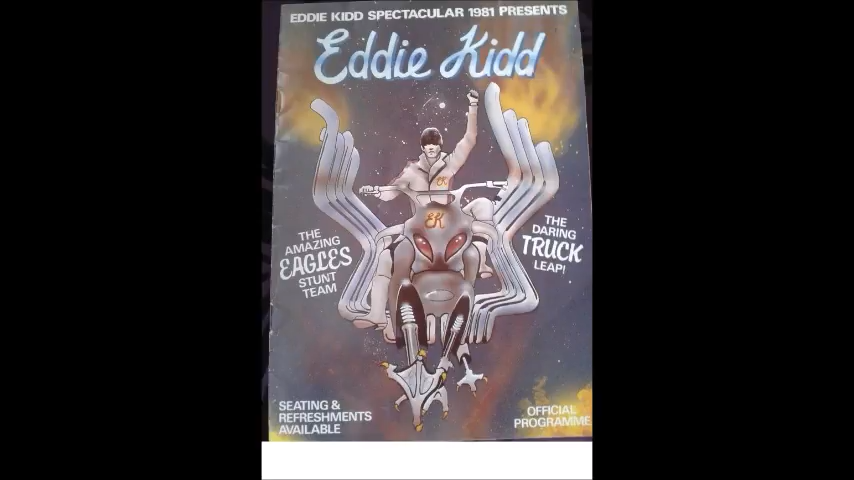 EDDIE KIDD SPECTACULAR 1981 PRESENTS
Eddie Kidd
EK
EK
THE
AMAZING
EAGLES
STUNT
TEAM
THE
DARING
TRUCK
LEAP!
SEATING &
REFRESHMENTS
AVAILABLE
OFFICIAL
PROGRAMME